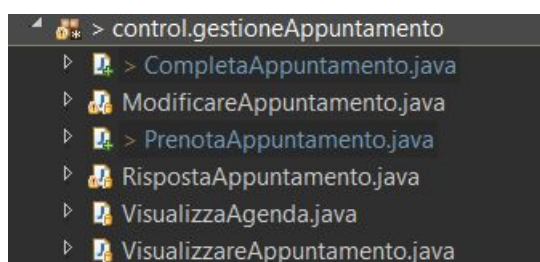 > control.gestioneAppuntamento
> CompletaAppuntamento.java
ModificareAppuntamento.java
> PrenotaAppuntamento.java
RispostaAppuntamento.java
VisualizzaAgenda.java
VisualizzareAppuntamento.java